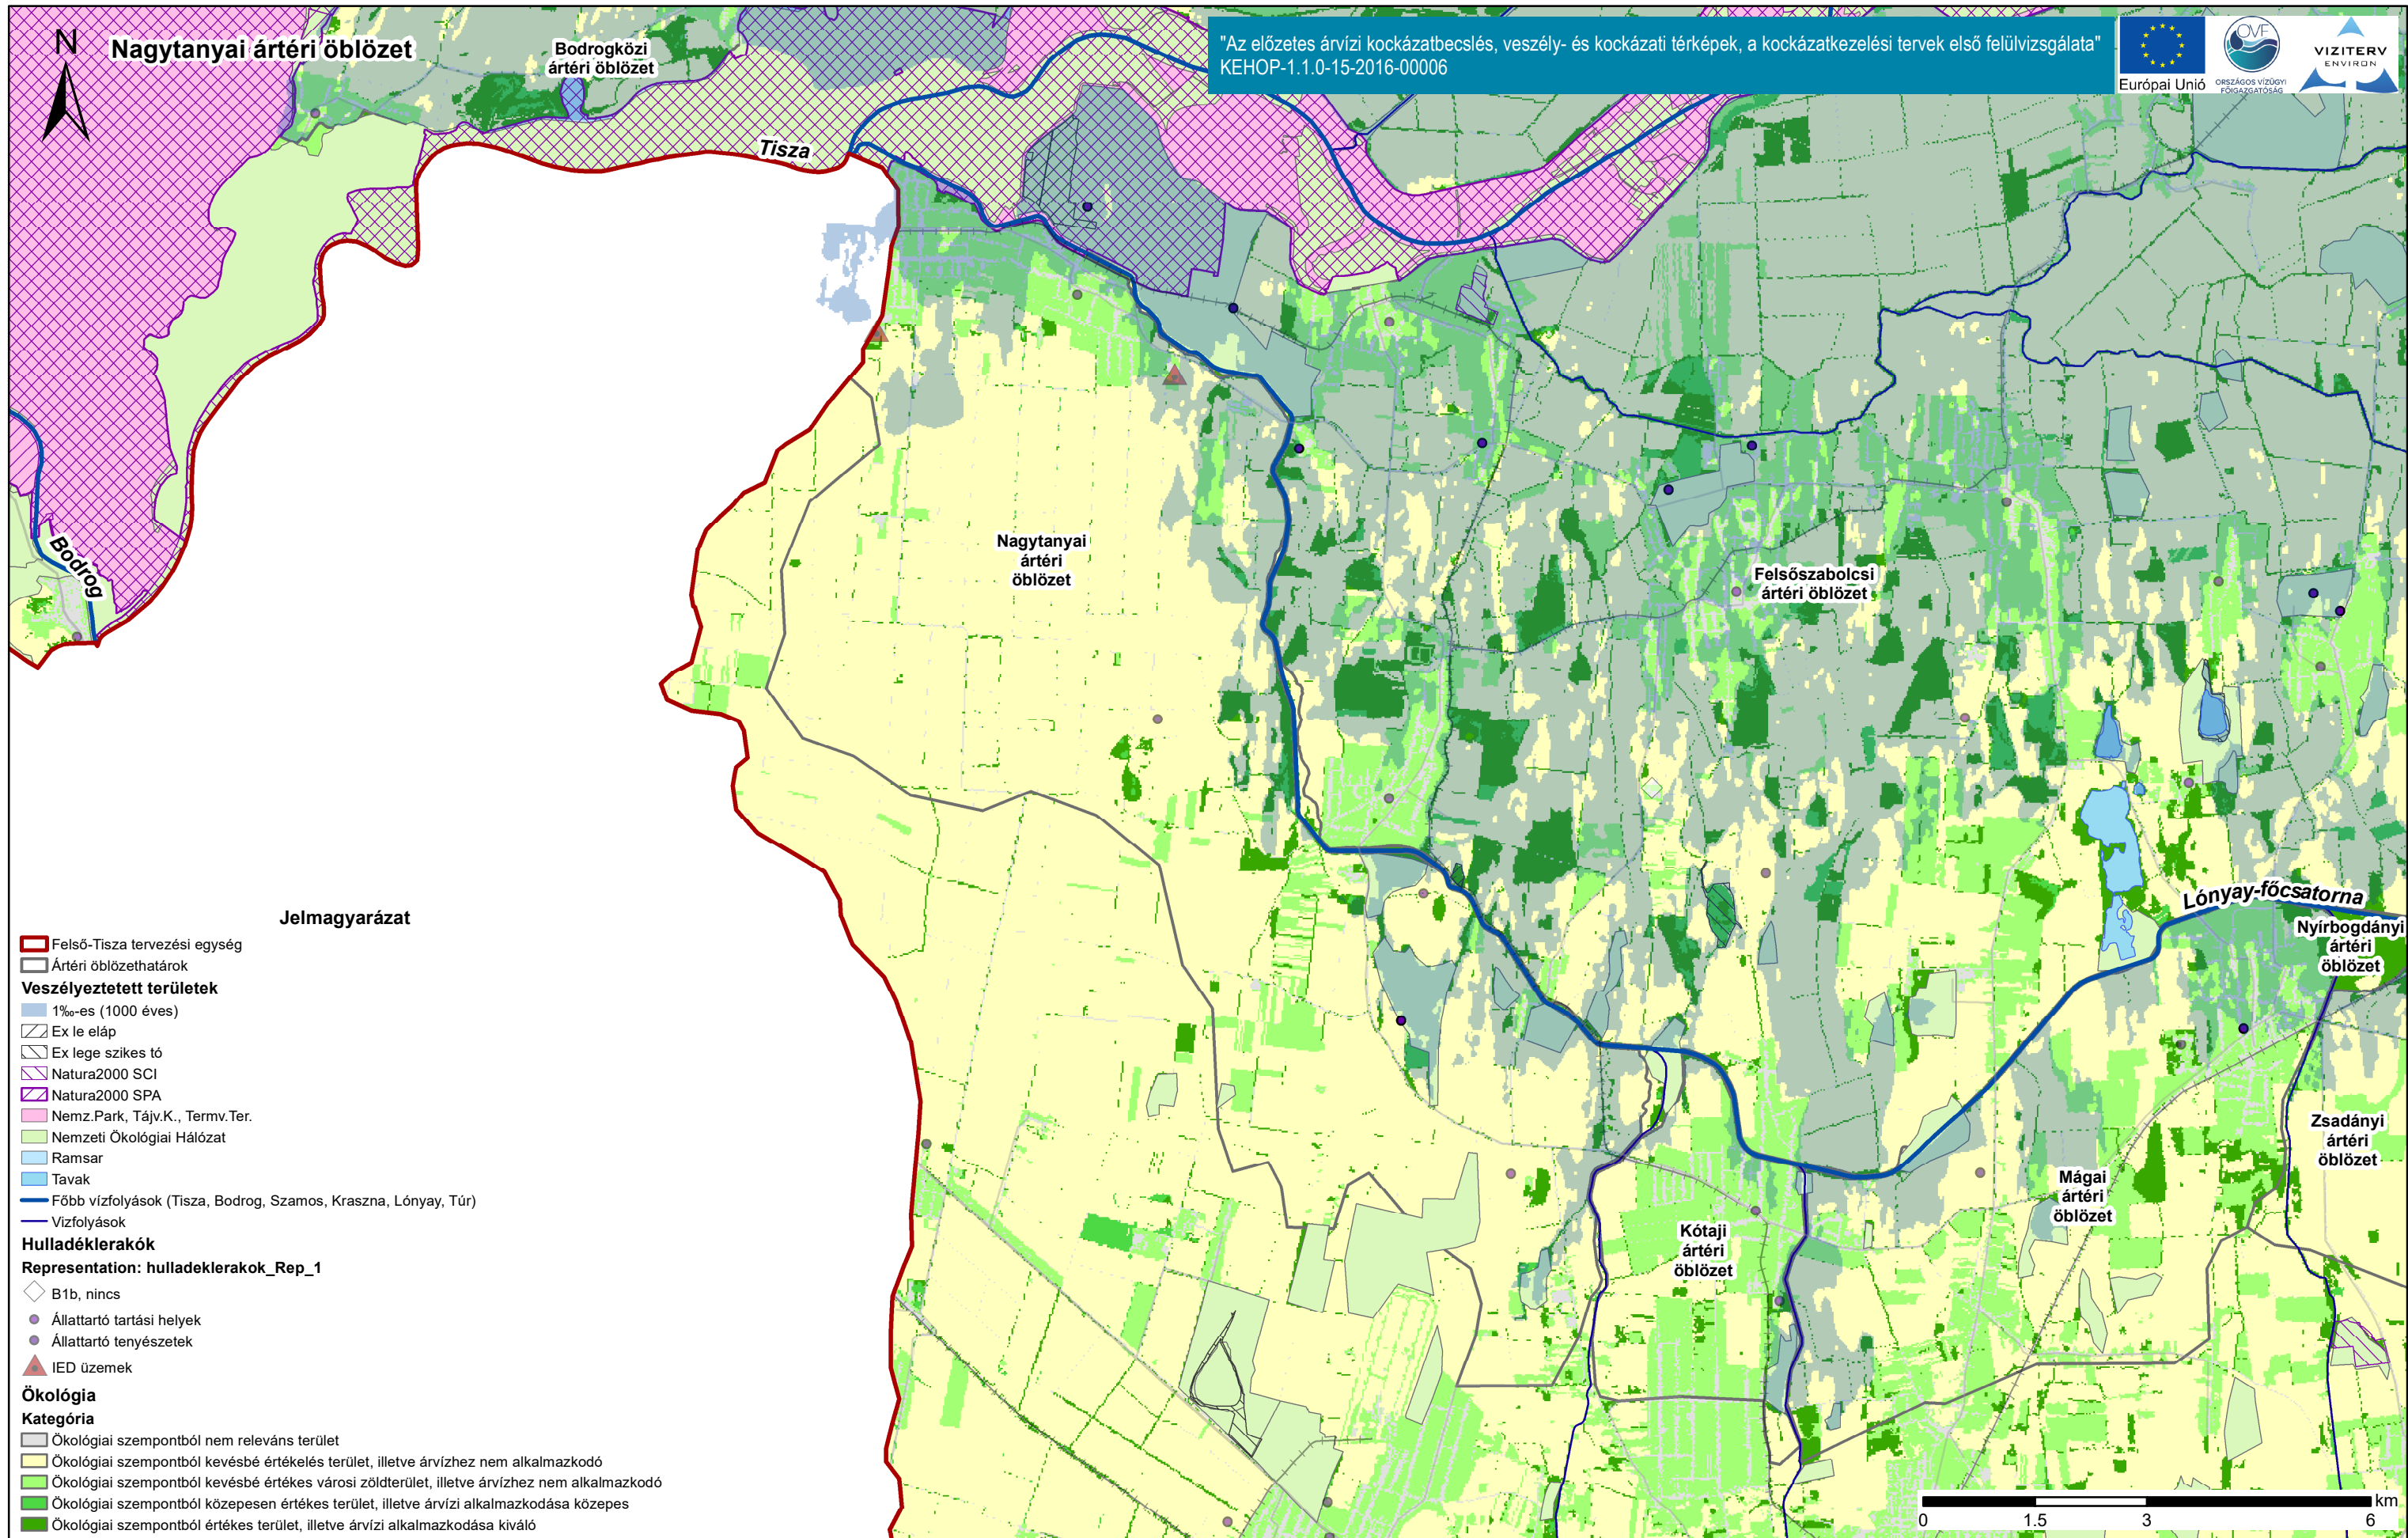 Nagytanyai ártéri öblözet
N
Bodrogközi
ártéri öblözet
"Az előzetes árvízi kockázatbecslés, veszély- és kockázati térképek, a kockázatkezelési tervek első felülvizsgálata"
KEHOP-1.1.0-15-2016-00006
Európai Unió
OVF
ORSZÁGOS VÍZÜGYI
FŐIGAZGATÓSÁG
VIZITERV
ENVIRON
Tisza
Bodrog
Nagytanyai
ártéri
öblözet
Felsőszabolcsi
ártéri öblözet
Lónyay-főcsatorna
Nyírbogdányi
ártéri
öblözet
Zsadányi
ártéri
öblözet
Mágai
ártéri
öblözet
Kótaji
ártéri
öblözet
Jelmagyarázat
Felső-Tisza tervezési egység
Ártéri öblözethatárok
Veszélyeztetett területek
1‰-es (1000 éves)
Ex le eláp
Ex lege szikes tó
Natura2000 SCI
Natura2000 SPA
Nemz.Park, Tájv.K., Termv.Ter.
Nemzeti Ökológiai Hálózat
Ramsar
Tavak
Főbb vízfolyások (Tisza, Bodrog, Szamos, Kraszna, Lónyay, Túr)
Vizfolyások
Hulladéklerakók
Representation: hulladeklerakok_Rep_1
B1b, nincs
Állattartó tartási helyek
Állattartó tenyészetek
IED üzemek
Ökológia
Kategória
Ökológiai szempontból nem releváns terület
Ökológiai szempontból kevésbé értékelés terület, illetve árvízhez nem alkalmazkodó
Ökológiai szempontból kevésbé értékes városi zöldterület, illetve árvízhez nem alkalmazkodó
Ökológiai szempontból közepesen értékes terület, illetve árvízi alkalmazkodása közepes
Ökológiai szempontból értékes terület, illetve árvízi alkalmazkodása kiváló
km
0 1.5 3 6